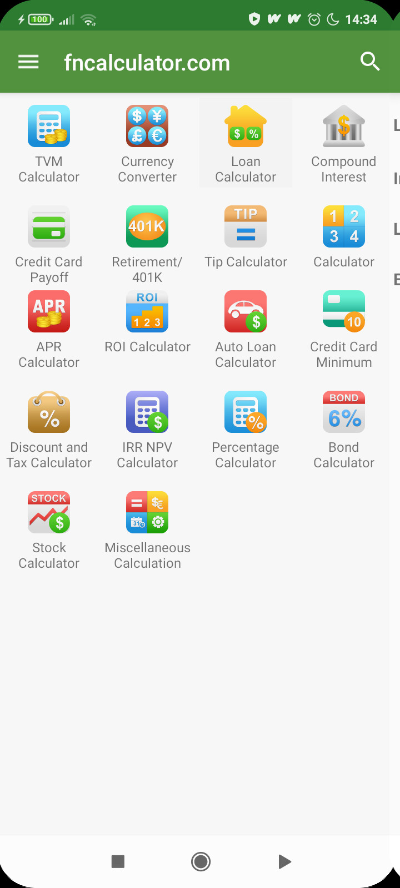 100 14:34
fncalculator.com
TVM
Calculator
Currency
Converter
Loan
Calculator
Compound
Interest
$ ¥
£ €
$ %
$
Credit Card
Payoff
401K
Retirement/
401K
TIP
Tip Calculator
1 2
3 4
Calculator
APR
APR
Calculator
ROI
1 2 3
ROI Calculator
$
Auto Loan
Calculator
10
Credit Card
Minimum
%
Discount and
Tax Calculator
$
IRR NPV
Calculator
%
Percentage
Calculator
BOND
6%
Bond
Calculator
STOCK
$
Stock
Calculator
Miscellaneous
Calculation